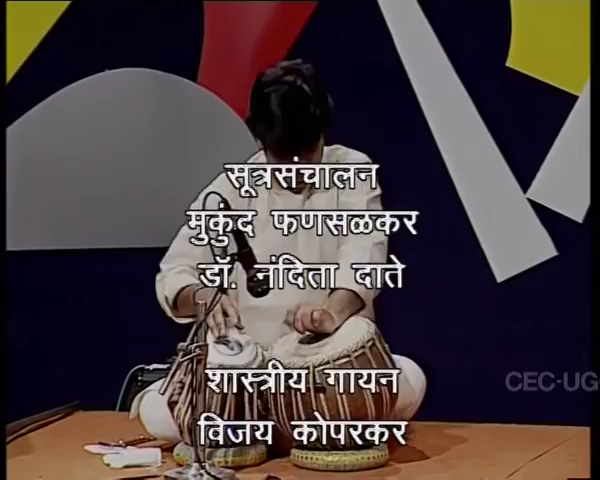 सूत्रसंचालन
मुकुंद फणसळकर
डॉ. नंदिता दाते
CEC-UG
शास्त्रीय गायन
विजय कोपरकर